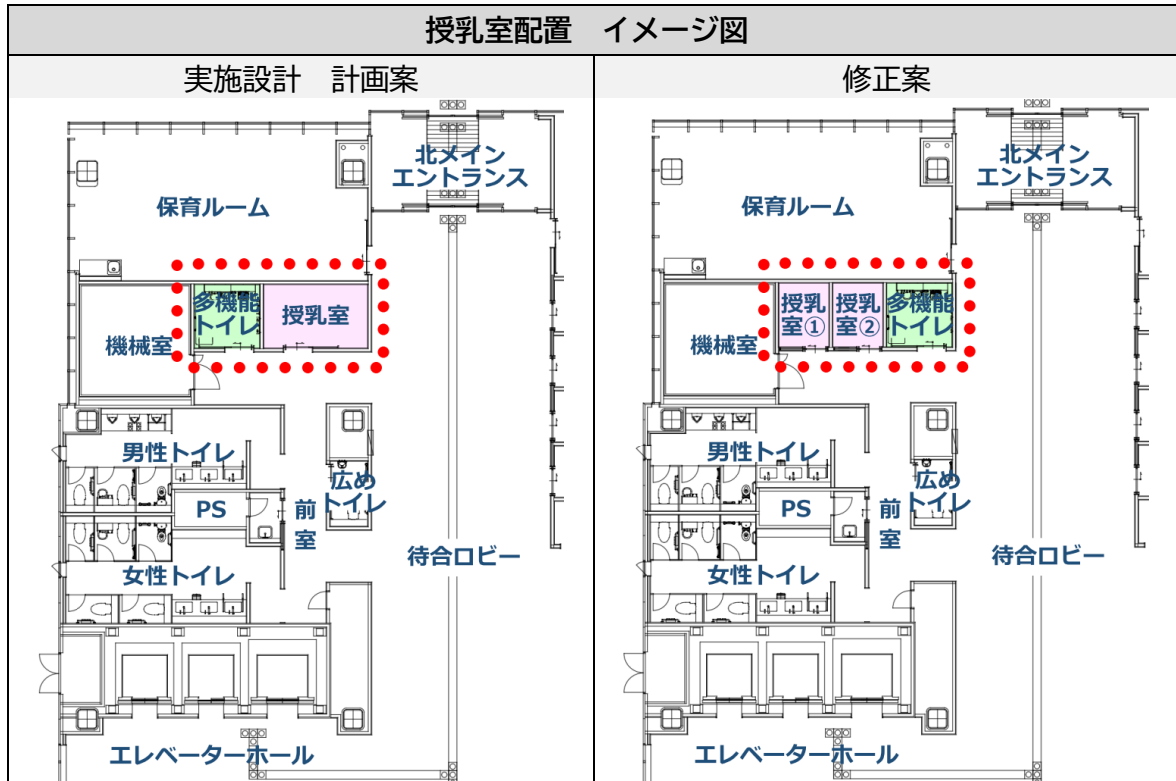 授乳室配置　イメージ図
実施設計　計画案
北メイン
エントランス
保育ルーム
多機能
トイレ
授乳室
機械室
男性トイレ
広め
トイレ
PS
前
室
待合ロビー
女性トイレ
エレベーターホール
修正案
北メイン
エントランス
保育ルーム
授乳
室①
授乳
室②
多機能
トイレ
機械室
男性トイレ
広め
トイレ
PS
前
室
待合ロビー
女性トイレ
エレベーターホール